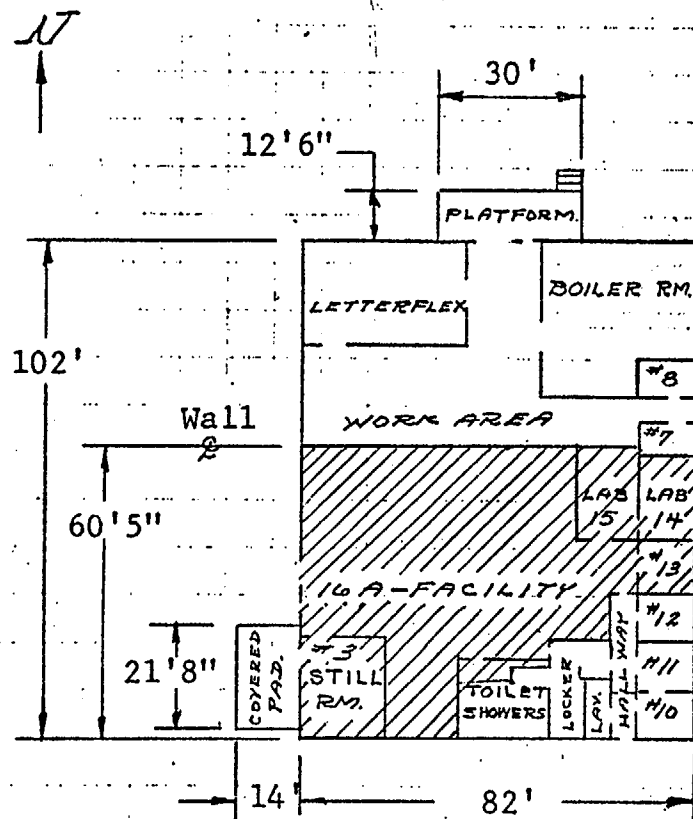 N
30'
12'6"
PLATFORM.
LETTERFLEX
BOILER RM.
102'
#8
Wall
WORK AREA
#7
℄
LAB
15
LAB
14
60'5"
#13
16 A-FACILITY
#12
21'8"
COVERED
PAD.
#3
STILL
RM.
HALL WAY
#11
TOILET
SHOWERS
LOCKER
LAV.
#10
14'
82'